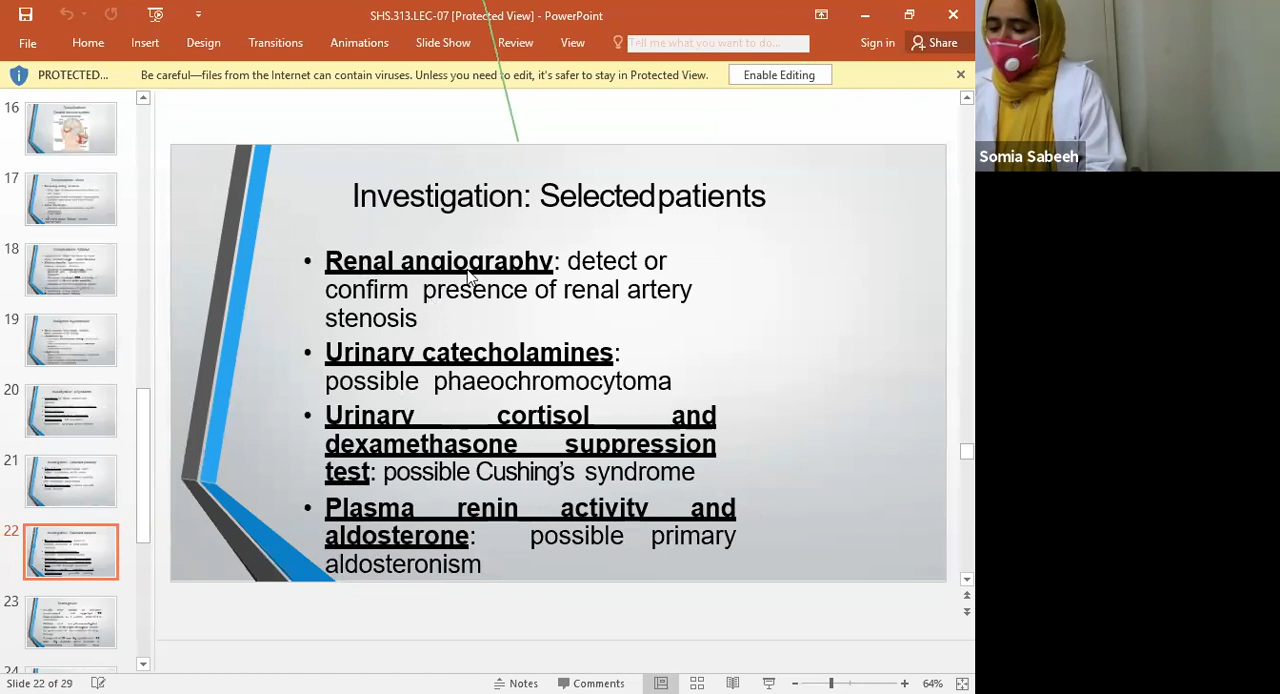 SHS.313.LEC-07 [Protected View] - PowerPoint
File Home Insert Design Transitions Animations Slide Show Review View Tell me what you want to do... Sign in Share
PROTECTED... Be careful—files from the Internet can contain viruses. Unless you need to edit, it's safer to stay in Protected View. Enable Editing
16
17
18
19
20
21
22
23
24
Investigation: Selected patients
• Renal angiography: detect or
confirm presence of renal artery
stenosis
• Urinary catecholamines:
possible phaeochromocytoma
• Urinary cortisol and
dexamethasone suppression
test: possible Cushing's syndrome
• Plasma renin activity and
aldosterone: possible primary
aldosteronism
Somia Sabeeh
Slide 22 of 29 Notes Comments 64%